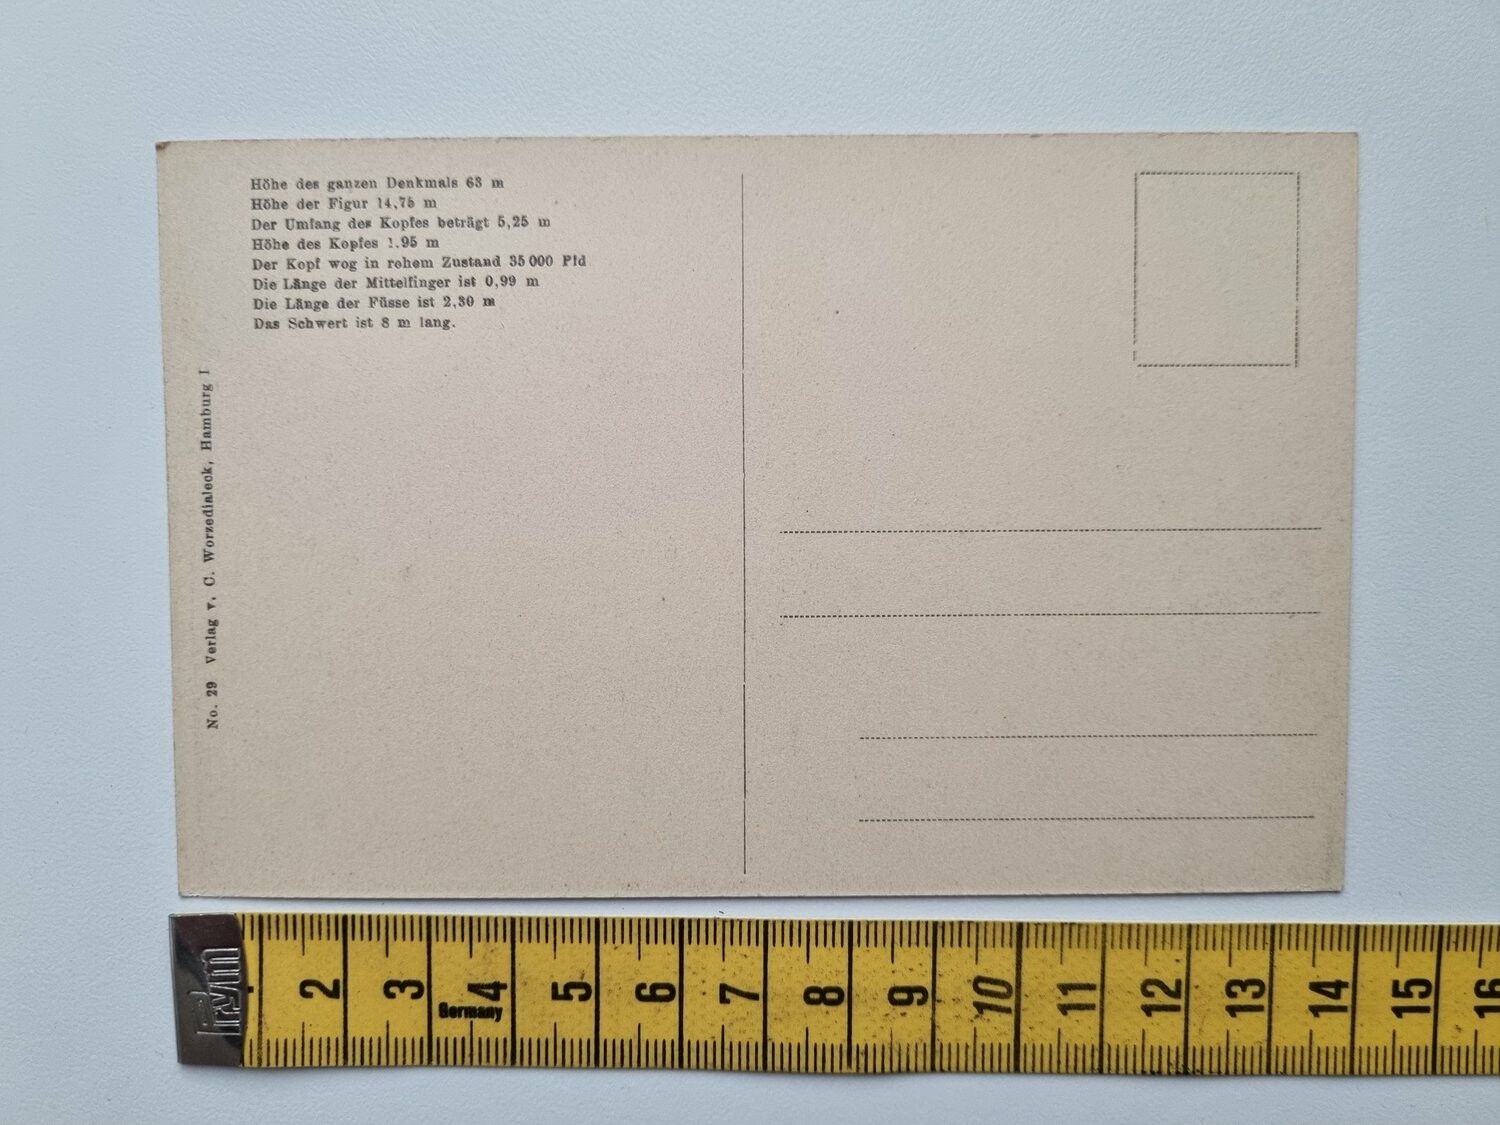 Höhe des ganzen Denkmals 63 m
Höhe der Figur 14,75 m
Der Umfang des Kopfes beträgt 5,25 m
Höhe des Kopfes 1.95 m
Der Kopf wog in rohem Zustand 35 000 Pfd
Die Länge der Mittelfinger ist 0,99 m
Die Länge der Füsse ist 2,30 m
Das Schwert ist 8 m lang.
No. 29 Verlag v. C. Worzedialeck, Hamburg I
Prym
2 3 4 5 6 7 8 9 10 11 12 13 14 15 16
Germany